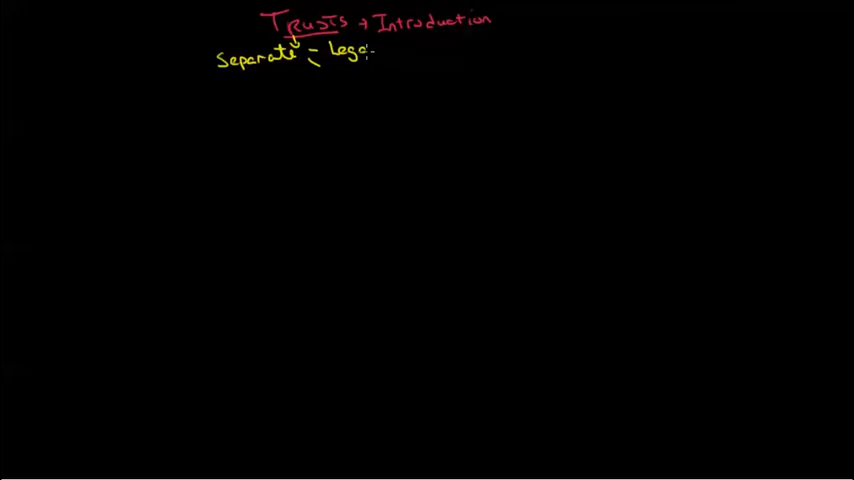 Trusts → Introduction
Separate - Lega